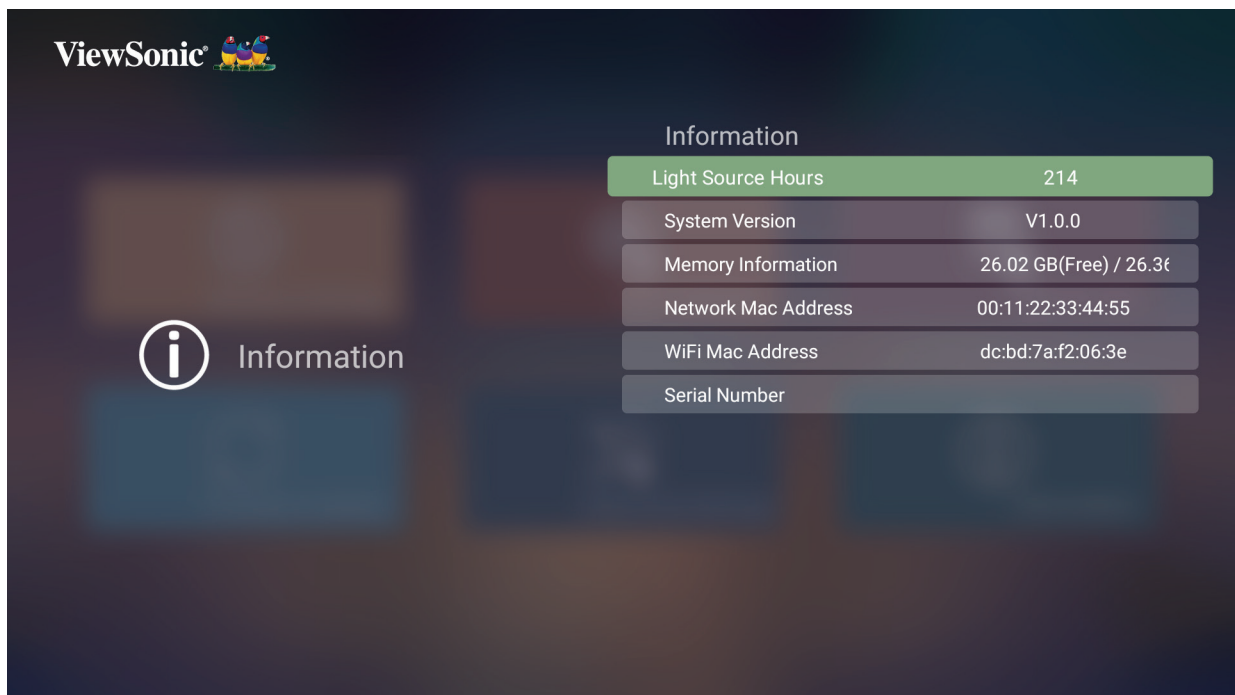 ViewSonic®
Information
Light Source Hours 214
System Version V1.0.0
Memory Information 26.02 GB(Free) / 26.36
Network Mac Address 00:11:22:33:44:55
WiFi Mac Address dc:bd:7a:f2:06:3e
Serial Number
Information